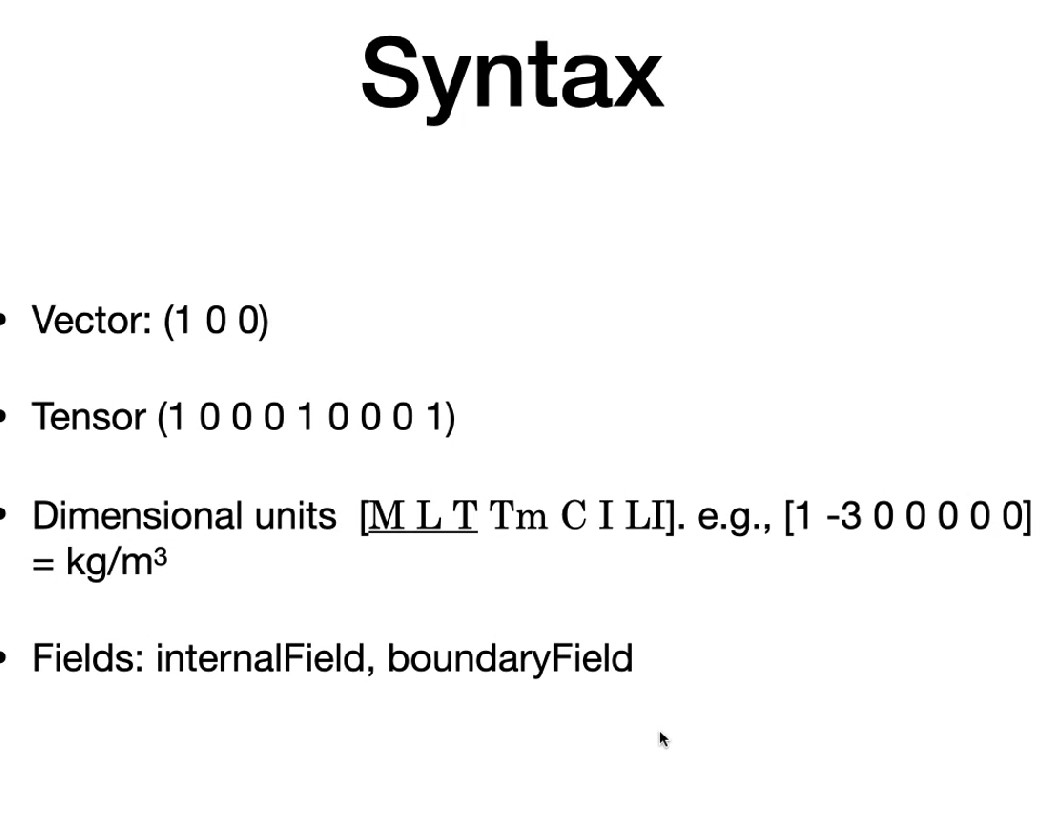 Syntax
• Vector: (1 0 0)
• Tensor (1 0 0 0 1 0 0 0 1)
• Dimensional units [M L T Tm C I LI]. e.g., [1 -3 0 0 0 0 0]
= kg/m³
• Fields: internalField, boundaryField